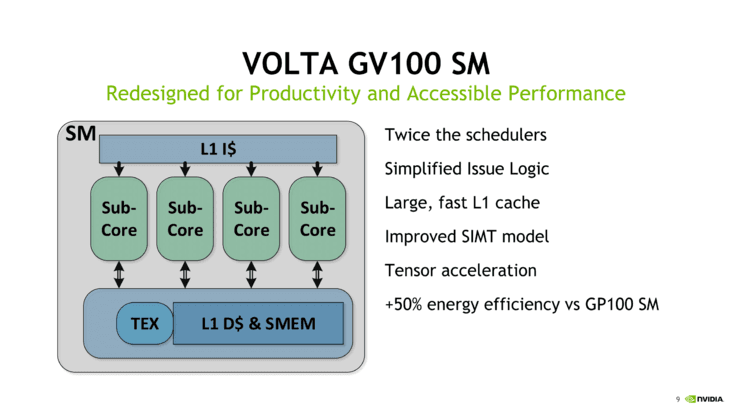 VOLTA GV100 SM
Redesigned for Productivity and Accessible Performance
SM
L1 I$
Sub-
Core
Sub-
Core
Sub-
Core
Sub-
Core
TEX
L1 D$ & SMEM
Twice the schedulers
Simplified Issue Logic
Large, fast L1 cache
Improved SIMT model
Tensor acceleration
+50% energy efficiency vs GP100 SM
9 NVIDIA